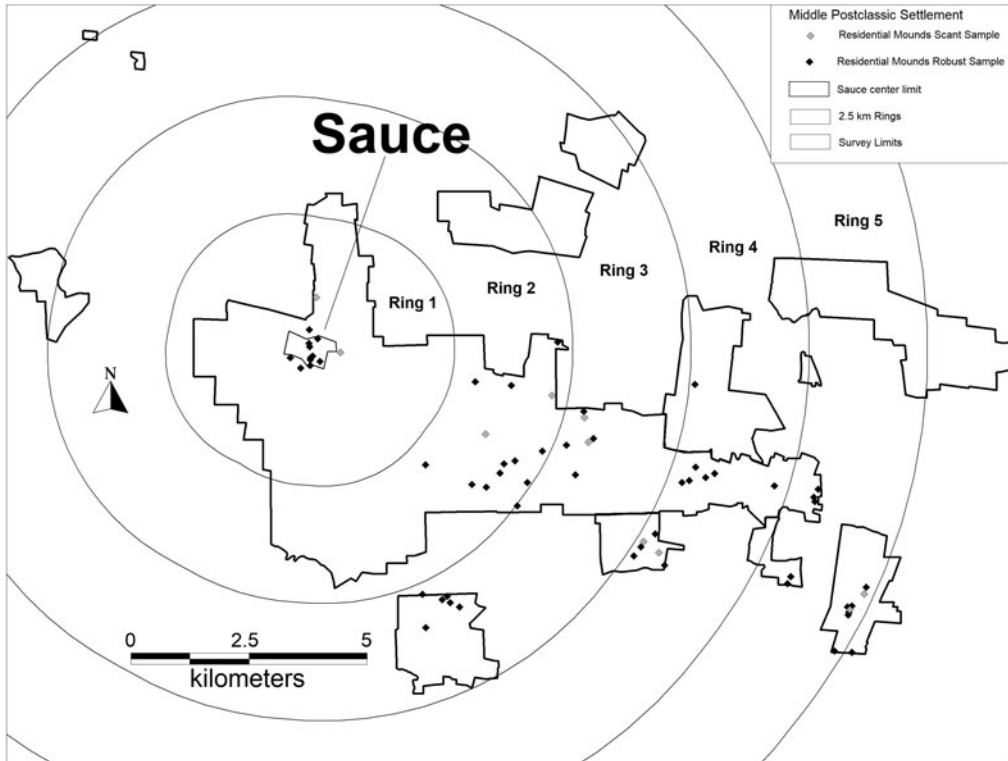 Middle Postclassic Settlement
Residential Mounds Scant Sample
Residential Mounds Robust Sample
Sauce center limit
2.5 km Rings
Survey Limits
Sauce
Ring 1
Ring 2
Ring 3
Ring 4
Ring 5
N
0 2.5 5
kilometers